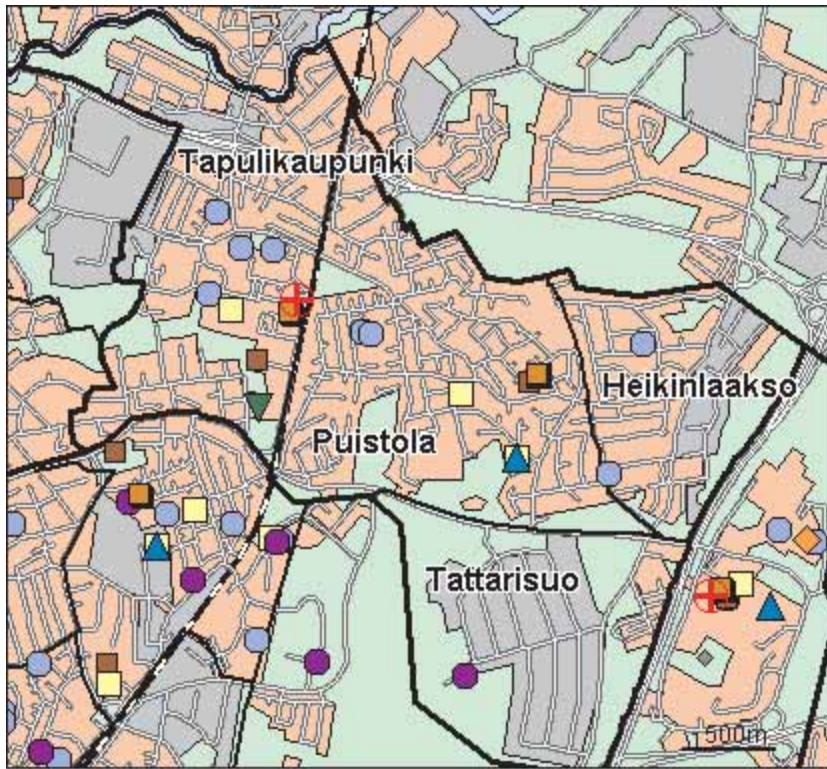 Tapulikaupunki
Heikinlaakso
Puistola
Tattarisuo
500m